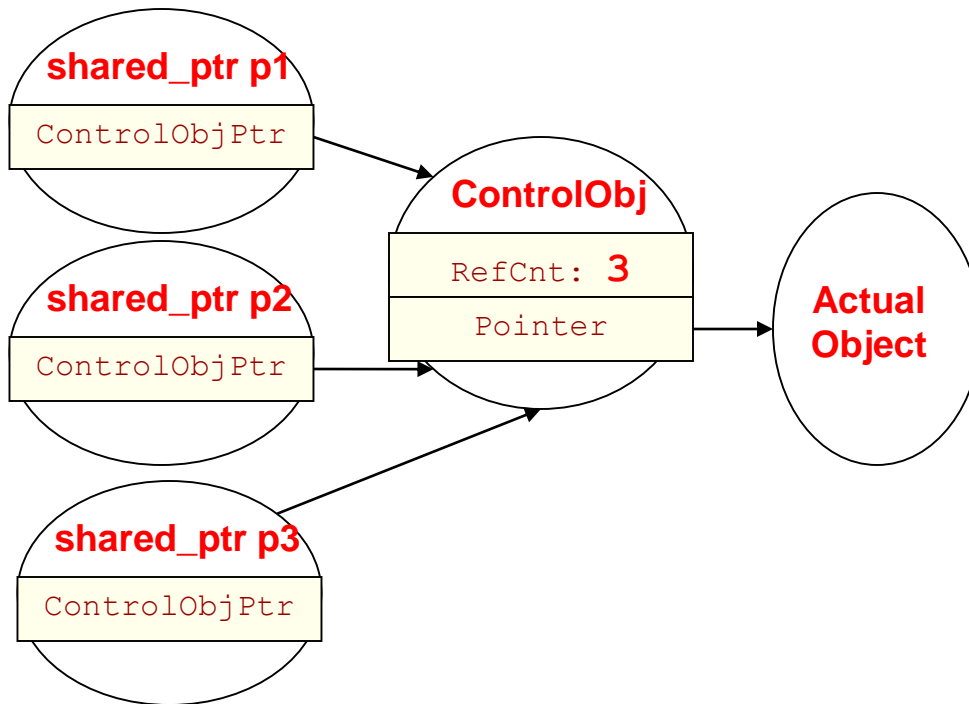 shared_ptr p1
ControlObjPtr
shared_ptr p2
ControlObjPtr
shared_ptr p3
ControlObjPtr
ControlObj
RefCnt: 3
Pointer
Actual
Object